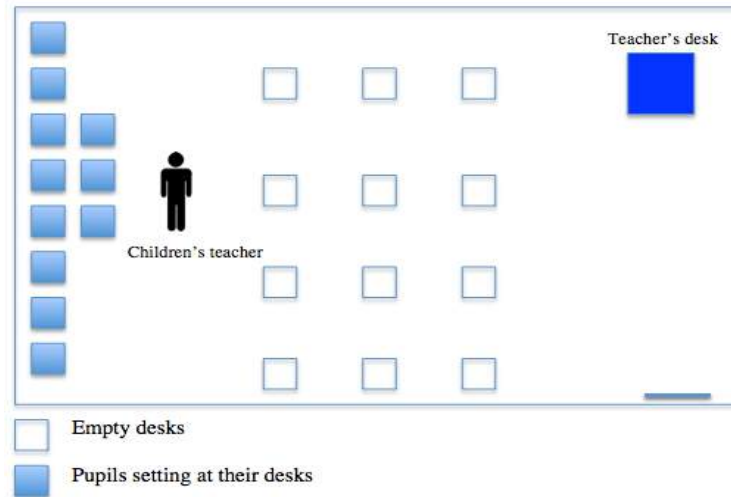 Teacher's desk
Children's teacher
Empty desks
Pupils setting at their desks